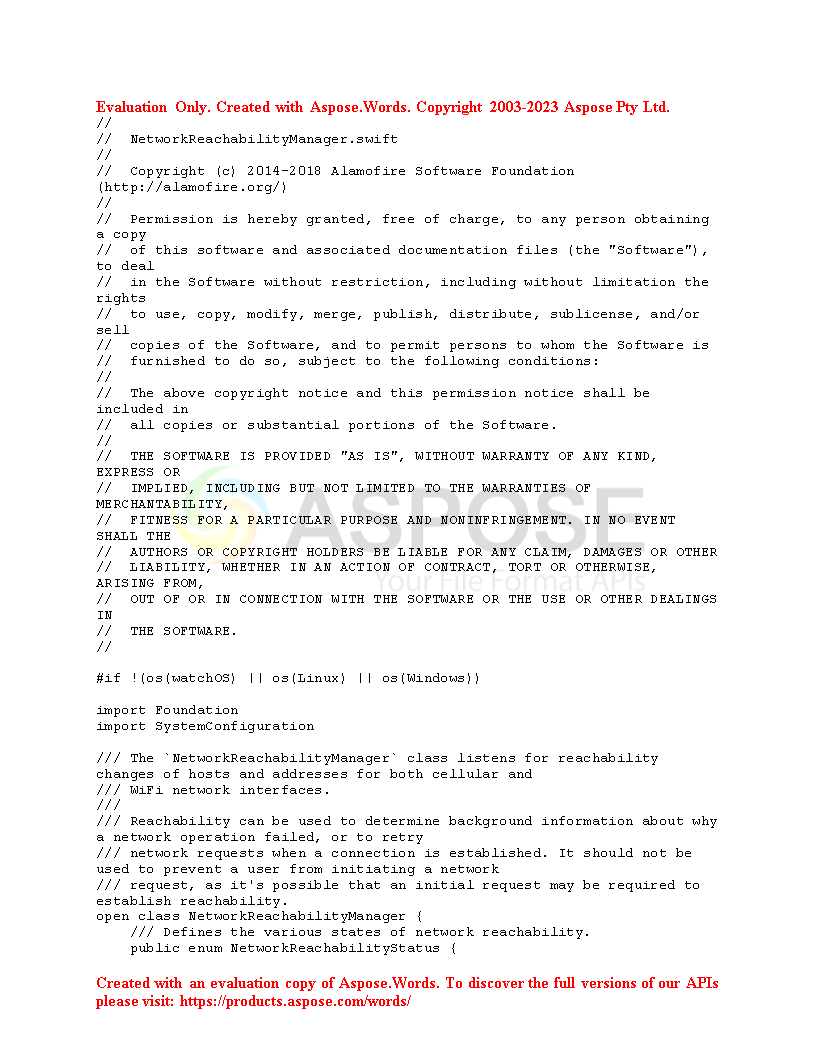 Evaluation Only. Created with Aspose.Words. Copyright 2003-2023 Aspose Pty Ltd.
//
//  NetworkReachabilityManager.swift
//
//  Copyright (c) 2014-2018 Alamofire Software Foundation
(http://alamofire.org/)
//
//  Permission is hereby granted, free of charge, to any person obtaining
a copy
//  of this software and associated documentation files (the "Software"),
to deal
//  in the Software without restriction, including without limitation the
rights
//  to use, copy, modify, merge, publish, distribute, sublicense, and/or
sell
//  copies of the Software, and to permit persons to whom the Software is
//  furnished to do so, subject to the following conditions:
//
//  The above copyright notice and this permission notice shall be
included in
//  all copies or substantial portions of the Software.
//
//  THE SOFTWARE IS PROVIDED "AS IS", WITHOUT WARRANTY OF ANY KIND,
EXPRESS OR
//  IMPLIED, INCLUDING BUT NOT LIMITED TO THE WARRANTIES OF
MERCHANTABILITY,
//  FITNESS FOR A PARTICULAR PURPOSE AND NONINFRINGEMENT. IN NO EVENT
SHALL THE
//  AUTHORS OR COPYRIGHT HOLDERS BE LIABLE FOR ANY CLAIM, DAMAGES OR OTHER
//  LIABILITY, WHETHER IN AN ACTION OF CONTRACT, TORT OR OTHERWISE,
ARISING FROM,
//  OUT OF OR IN CONNECTION WITH THE SOFTWARE OR THE USE OR OTHER DEALINGS
IN
//  THE SOFTWARE.
//
ASPOSE
Your File Format APIs
#if !(os(watchOS) || os(Linux) || os(Windows))
import Foundation
import SystemConfiguration
/// The `NetworkReachabilityManager` class listens for reachability
changes of hosts and addresses for both cellular and
/// WiFi network interfaces.
///
/// Reachability can be used to determine background information about why
a network operation failed, or to retry
/// network requests when a connection is established. It should not be
used to prevent a user from initiating a network
/// request, as it's possible that an initial request may be required to
establish reachability.
open class NetworkReachabilityManager {
    /// Defines the various states of network reachability.
    public enum NetworkReachabilityStatus {
Created with an evaluation copy of Aspose.Words. To discover the full versions of our APIs
please visit: https://products.aspose.com/words/